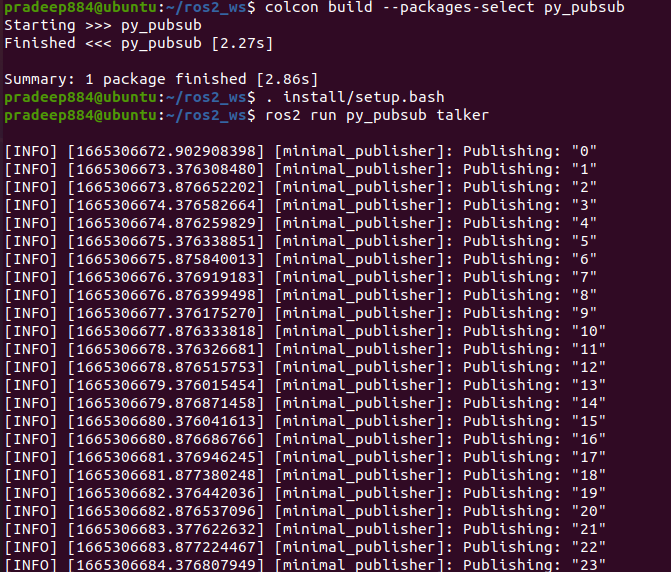 pradeep884@ubuntu:~/ros2_ws$ colcon build --packages-select py_pubsub
Starting >>> py_pubsub
Finished <<< py_pubsub [2.27s]
Summary: 1 package finished [2.86s]
pradeep884@ubuntu:~/ros2_ws$ . install/setup.bash
pradeep884@ubuntu:~/ros2_ws$ ros2 run py_pubsub talker
[INFO] [1665306672.902908398] [minimal_publisher]: Publishing: "0"
[INFO] [1665306673.376308480] [minimal_publisher]: Publishing: "1"
[INFO] [1665306673.876652202] [minimal_publisher]: Publishing: "2"
[INFO] [1665306674.376582664] [minimal_publisher]: Publishing: "3"
[INFO] [1665306674.876259829] [minimal_publisher]: Publishing: "4"
[INFO] [1665306675.376338851] [minimal_publisher]: Publishing: "5"
[INFO] [1665306675.875840013] [minimal_publisher]: Publishing: "6"
[INFO] [1665306676.376919183] [minimal_publisher]: Publishing: "7"
[INFO] [1665306676.876399498] [minimal_publisher]: Publishing: "8"
[INFO] [1665306677.376175270] [minimal_publisher]: Publishing: "9"
[INFO] [1665306677.876333818] [minimal_publisher]: Publishing: "10"
[INFO] [1665306678.376326681] [minimal_publisher]: Publishing: "11"
[INFO] [1665306678.876515753] [minimal_publisher]: Publishing: "12"
[INFO] [1665306679.376015454] [minimal_publisher]: Publishing: "13"
[INFO] [1665306679.876871458] [minimal_publisher]: Publishing: "14"
[INFO] [1665306680.376041613] [minimal_publisher]: Publishing: "15"
[INFO] [1665306680.876686766] [minimal_publisher]: Publishing: "16"
[INFO] [1665306681.376946245] [minimal_publisher]: Publishing: "17"
[INFO] [1665306681.877380248] [minimal_publisher]: Publishing: "18"
[INFO] [1665306682.376442036] [minimal_publisher]: Publishing: "19"
[INFO] [1665306682.876537096] [minimal_publisher]: Publishing: "20"
[INFO] [1665306683.377622632] [minimal_publisher]: Publishing: "21"
[INFO] [1665306683.877224467] [minimal_publisher]: Publishing: "22"
[INFO] [1665306684.376807949] [minimal_publisher]: Publishing: "23"